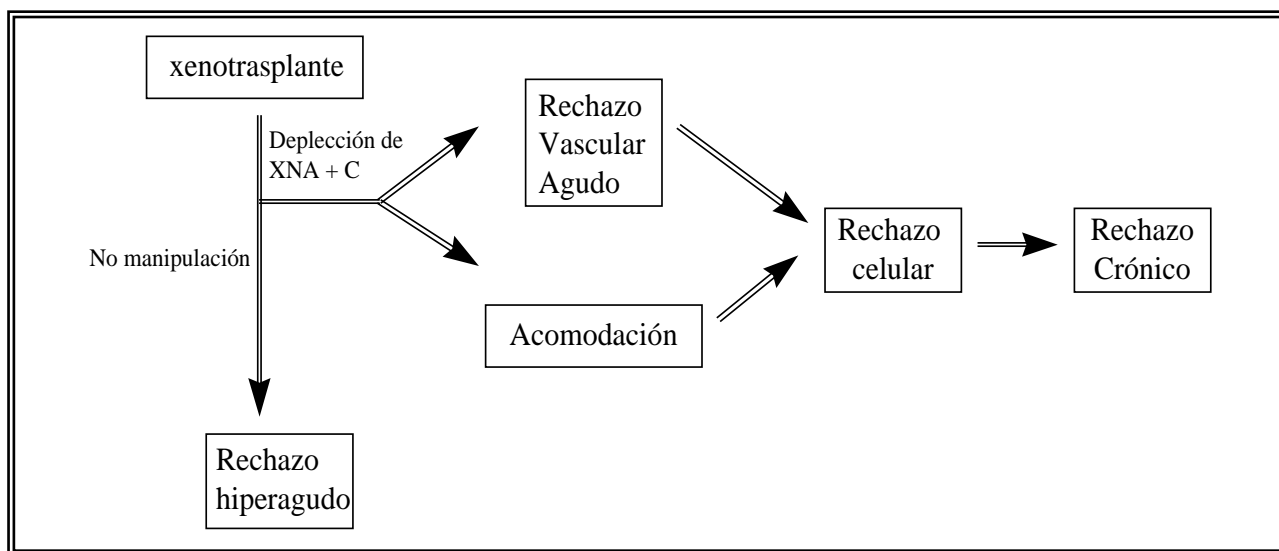 xenotrasplante
Deplección de
XNA + C
No manipulación
Rechazo
hiperagudo
Rechazo
Vascular
Agudo
Acomodación
Rechazo
celular
Rechazo
Crónico